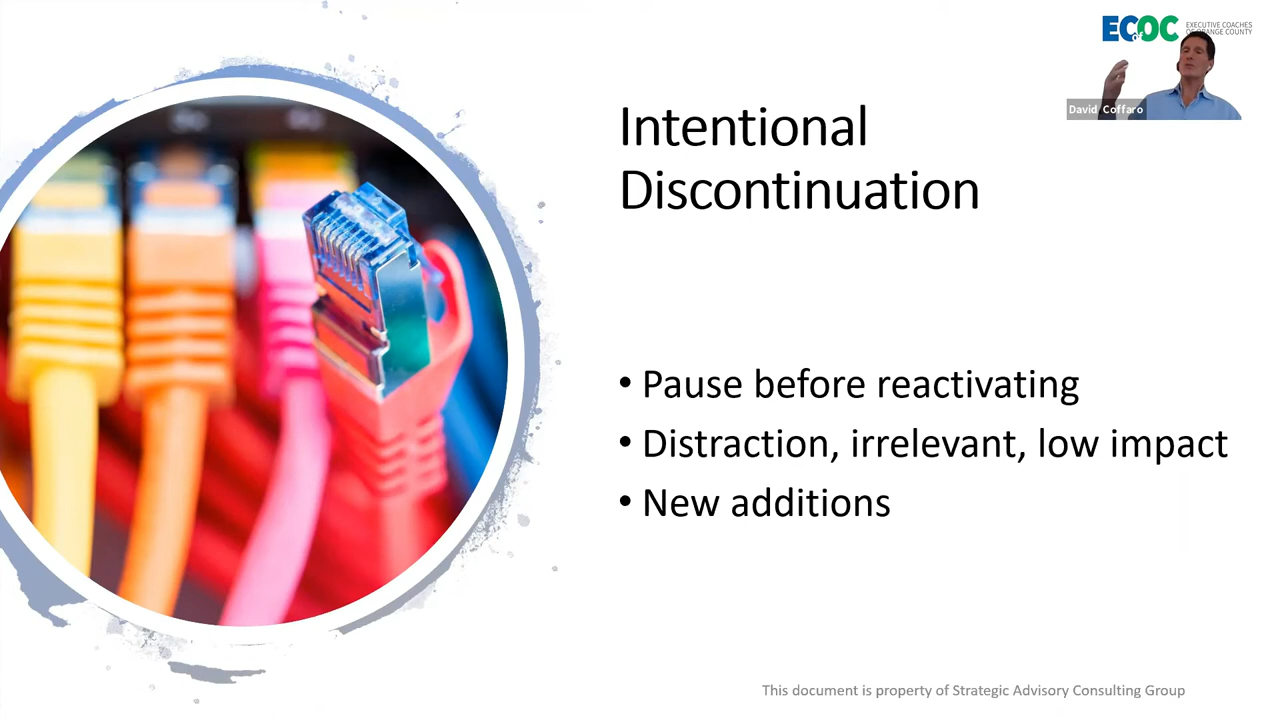 ECOC
of
EXECUTIVE COACHES
OF ORANGE COUNTY
David Coffaro
Intentional
Discontinuation
• Pause before reactivating
• Distraction, irrelevant, low impact
• New additions
This document is property of Strategic Advisory Consulting Group